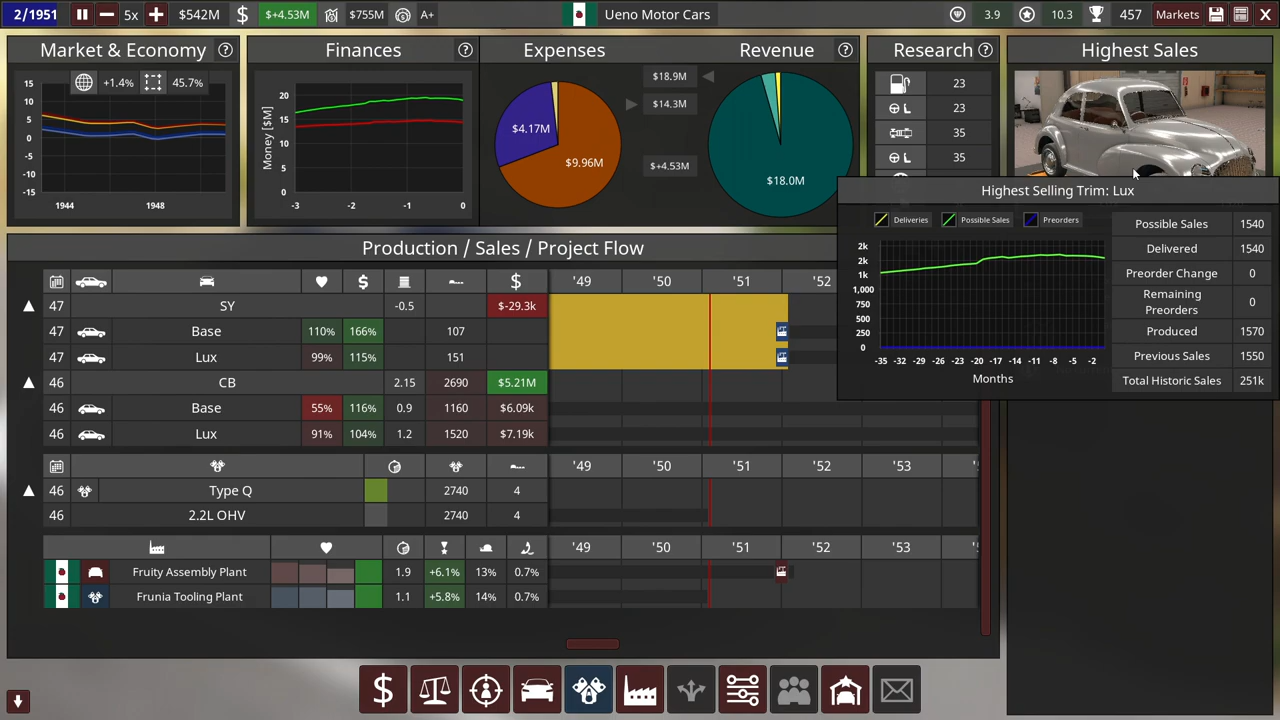 2/1951 5x $542M $ $+4.53M $755M A+ Ueno Motor Cars 3.9 10.3 457 Markets X
Market & Economy ?
+1.4% 45.7%
15
10
5
0
-5
-10
-15
1944 1948
Finances ?
Money [$M]
20
15
10
5
0
-3 -2 -1 0
Expenses Revenue ?
$4.17M
$9.96M
$18.9M
$14.3M
$+4.53M
$18.0M
Research ?
23
L 23
35
L 35
Highest Sales
Highest Selling Trim: Lux
Deliveries Possible Sales Preorders
2k
2k
1k
1,000
750
500
250
0
-35 -32 -29 -26 -23 -20 -17 -14 -11 -8 -5 -2
Months
Possible Sales 1540
Delivered 1540
Preorder Change 0
Remaining
Preorders 0
Produced 1570
Previous Sales 1550
Total Historic Sales 251k
Production / Sales / Project Flow
$ $ '49 '50 '51 '52
47 SY -0.5 $-29.3k
47 Base 110% 166% 107
47 Lux 99% 115% 151
46 CB 2.15 2690 $5.21M
46 Base 55% 116% 0.9 1160 $6.09k
46 Lux 91% 104% 1.2 1520 $7.19k
'49 '50 '51 '52 '53
46 Type Q 2740 4
46 2.2L OHV 2740 4
'49 '50 '51 '52 '53
Fruity Assembly Plant 1.9 +6.1% 13% 0.7%
Frunia Tooling Plant 1.1 +5.8% 14% 0.7%
$